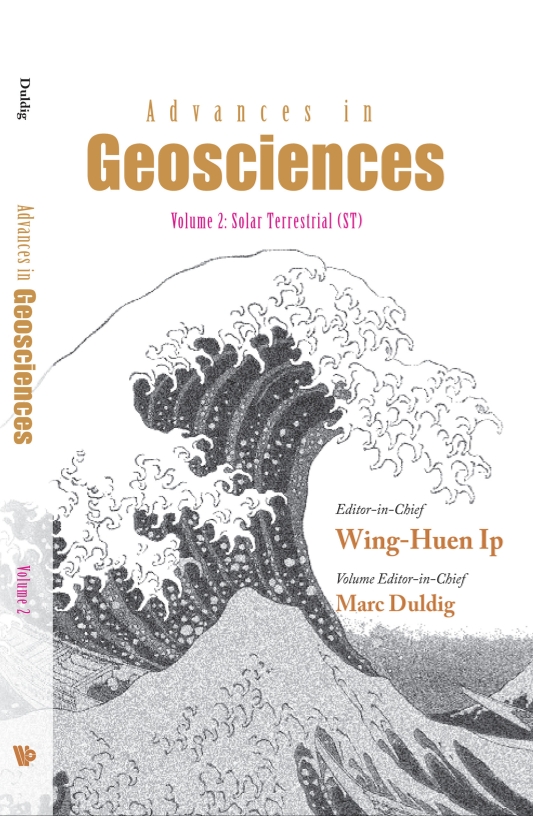 Duldig
Advances in
Geosciences
Volume 2
Advances in
Geosciences
Volume 2: Solar Terrestrial (ST)
Editor-in-Chief
Wing-Huen Ip
Volume Editor-in-Chief
Marc Duldig